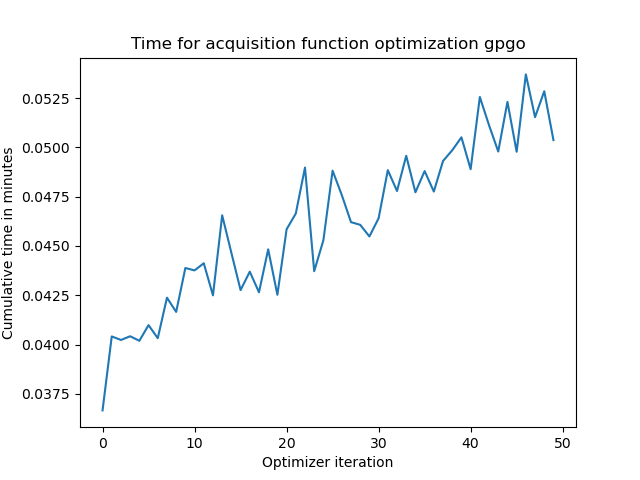 Time for acquisition function optimization gpgo
0.0525
0.0500
0.0475
0.0450
0.0425
0.0400
0.0375
Cumulative time in minutes
0 10 20 30 40 50
Optimizer iteration